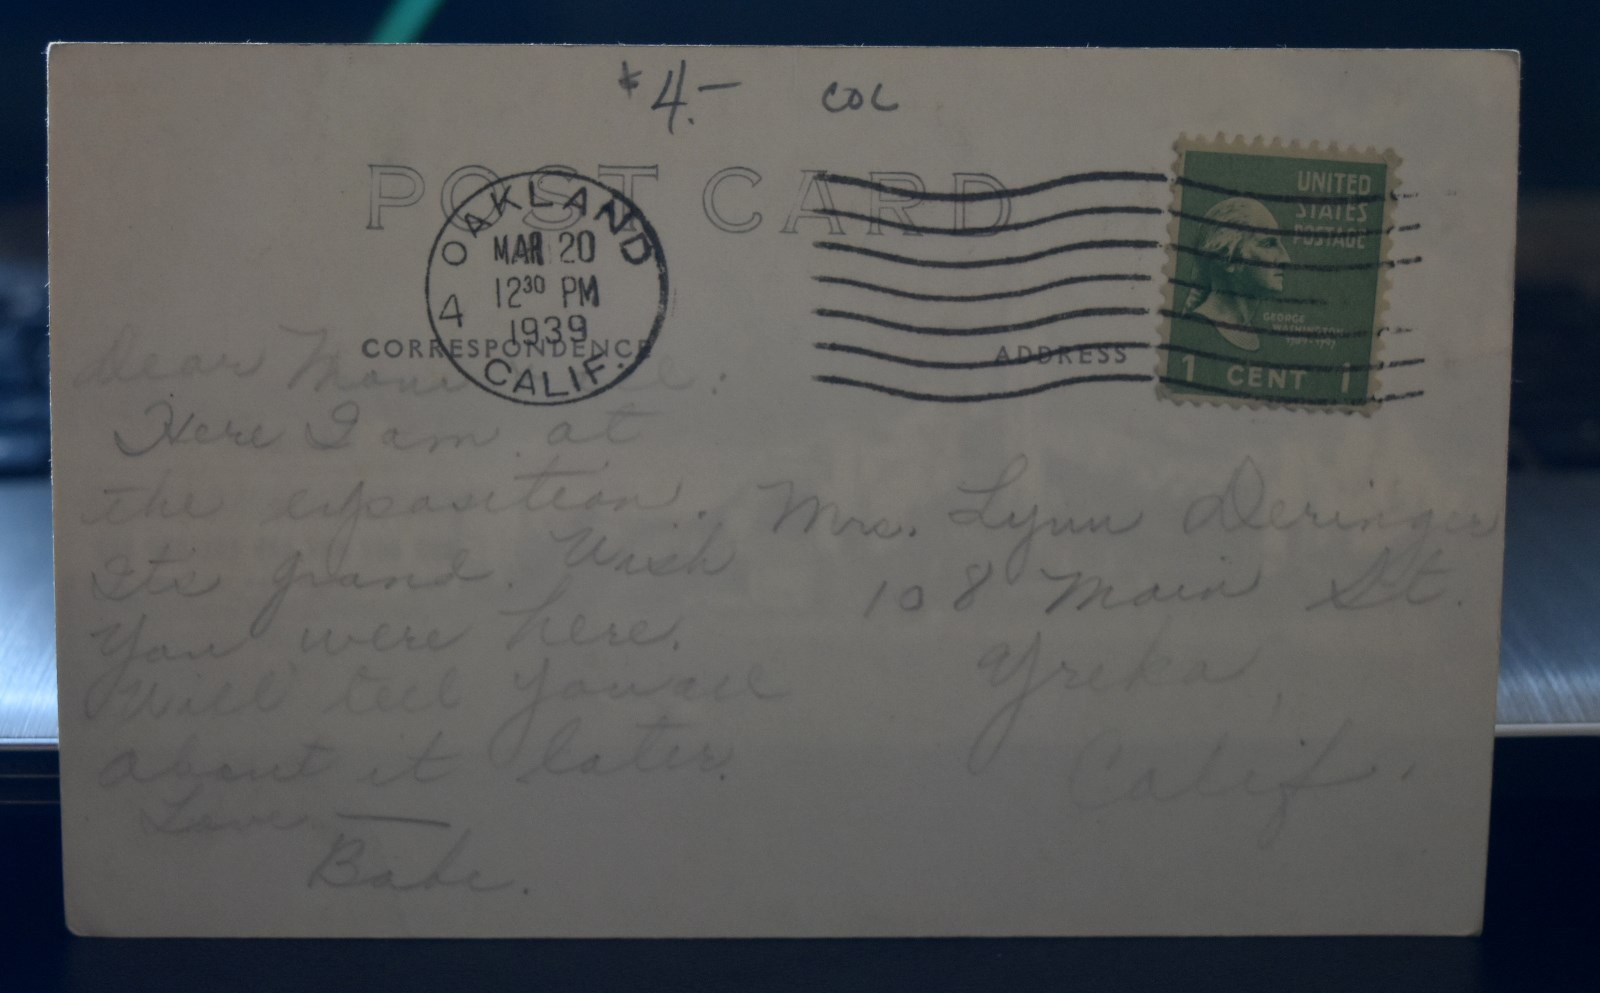 $4.— COL
POST CARD
OAKLAND
MAR 20
12³⁰ PM
1939
4
CALIF.
UNITED
STATES
POSTAGE
GEORGE
WASHINGTON
1 CENT 1
CORRESPONDENCE
ADDRESS
Dear
Here I am at
the exposition.
Its grand. Wish
you were here.
Will tell you all
about it later.
Love —
Babe.
Mrs. Lynn Deringer
108 Main St.
Yreka,
Calif.